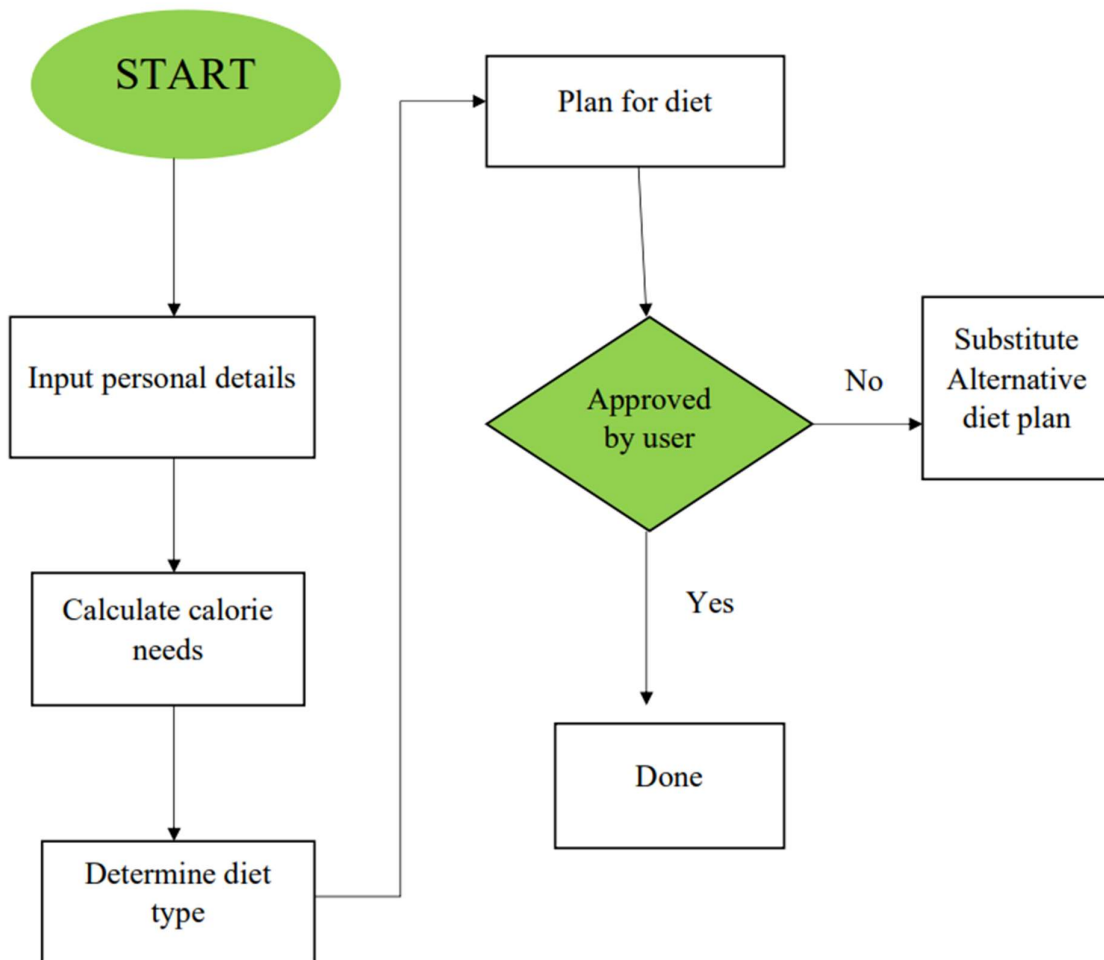 START
Input personal details
Calculate calorie
needs
Determine diet
type
Plan for diet
Approved
by user
No
Substitute
Alternative
diet plan
Yes
Done